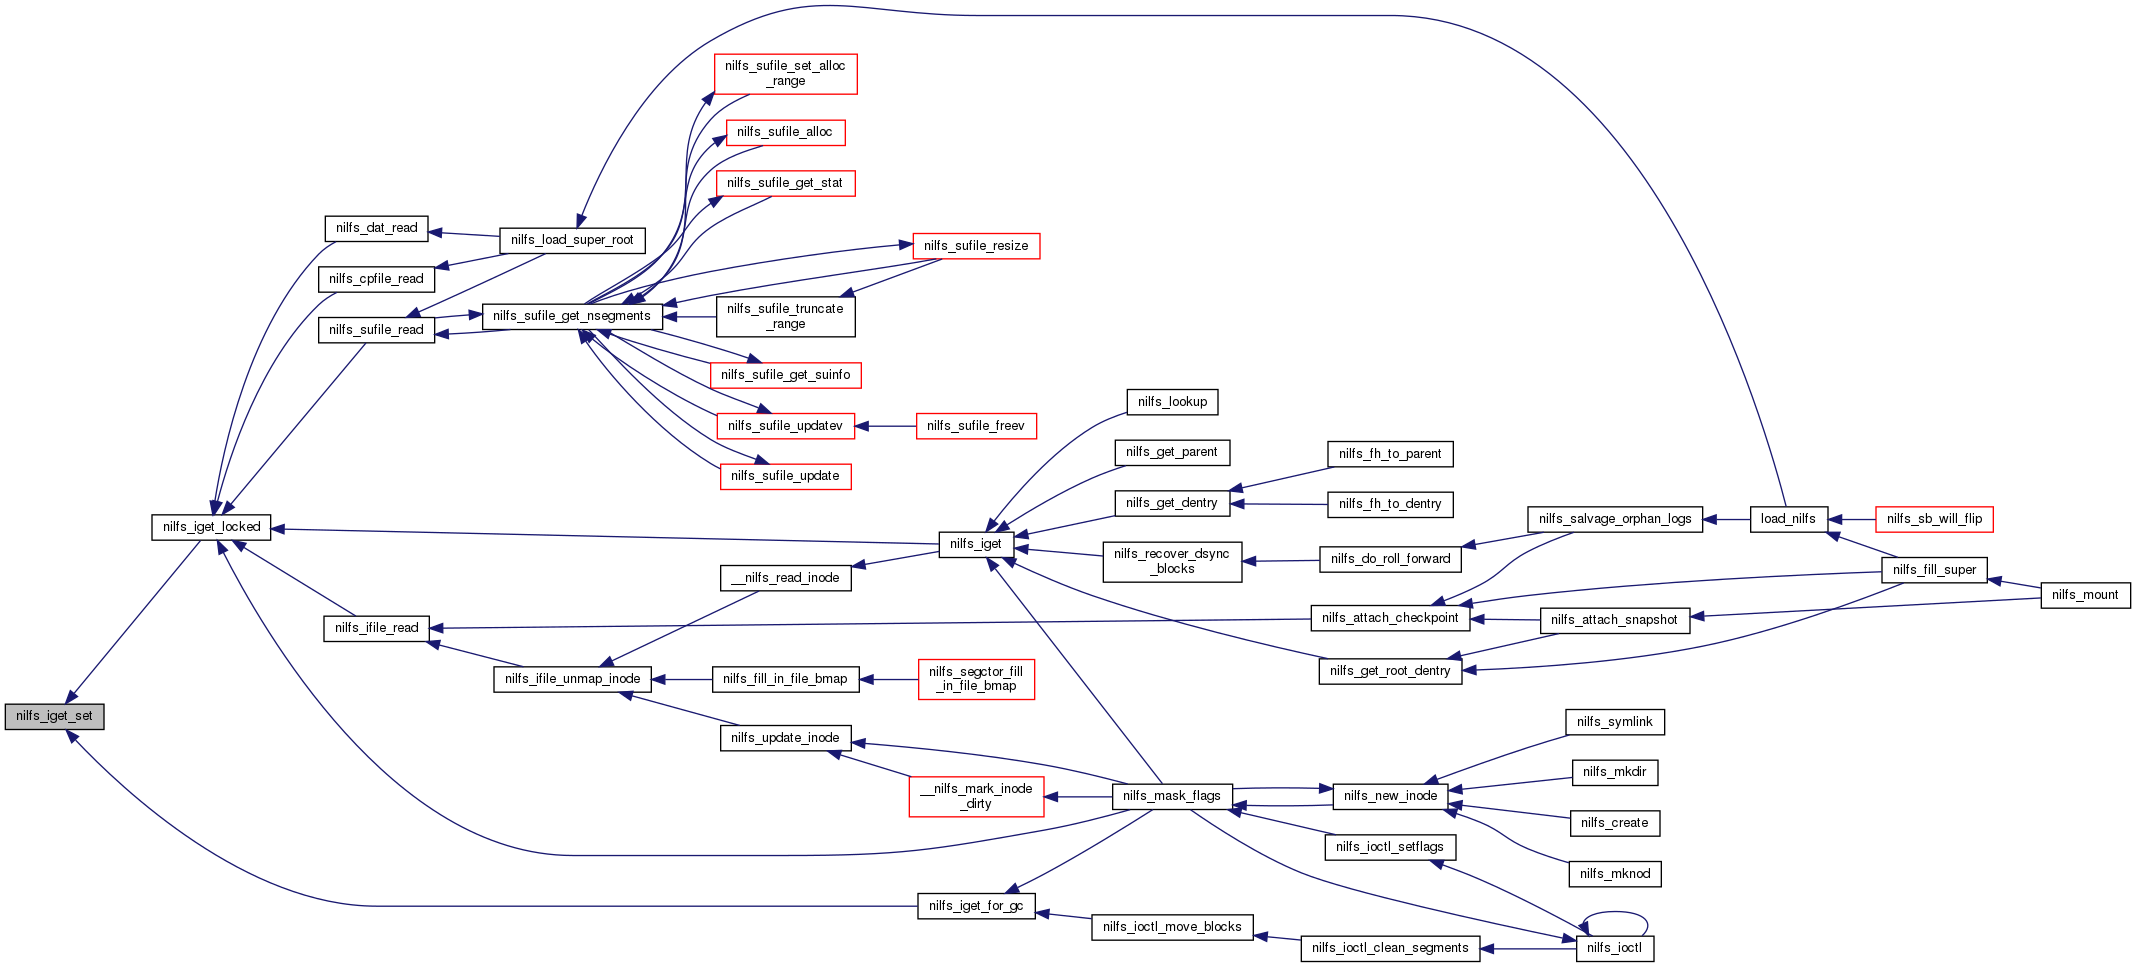 nilfs_sufile_set_alloc
_range
nilfs_sufile_alloc
nilfs_sufile_get_stat
nilfs_dat_read
nilfs_load_super_root
nilfs_sufile_resize
nilfs_cpfile_read
nilfs_sufile_read
nilfs_sufile_get_nsegments
nilfs_sufile_truncate
_range
nilfs_sufile_get_suinfo
nilfs_lookup
nilfs_sufile_updatev
nilfs_sufile_freev
nilfs_get_parent
nilfs_fh_to_parent
nilfs_sufile_update
nilfs_get_dentry
nilfs_fh_to_dentry
nilfs_iget_locked
nilfs_salvage_orphan_logs
load_nilfs
nilfs_sb_will_flip
nilfs_iget
nilfs_recover_dsync
_blocks
nilfs_do_roll_forward
nilfs_fill_super
__nilfs_read_inode
nilfs_mount
nilfs_ifile_read
nilfs_attach_checkpoint
nilfs_attach_snapshot
nilfs_ifile_unmap_inode
nilfs_fill_in_file_bmap
nilfs_segctor_fill
_in_file_bmap
nilfs_get_root_dentry
nilfs_iget_set
nilfs_symlink
nilfs_update_inode
nilfs_mkdir
__nilfs_mark_inode
_dirty
nilfs_mask_flags
nilfs_new_inode
nilfs_create
nilfs_ioctl_setflags
nilfs_mknod
nilfs_iget_for_gc
nilfs_ioctl_move_blocks
nilfs_ioctl_clean_segments
nilfs_ioctl